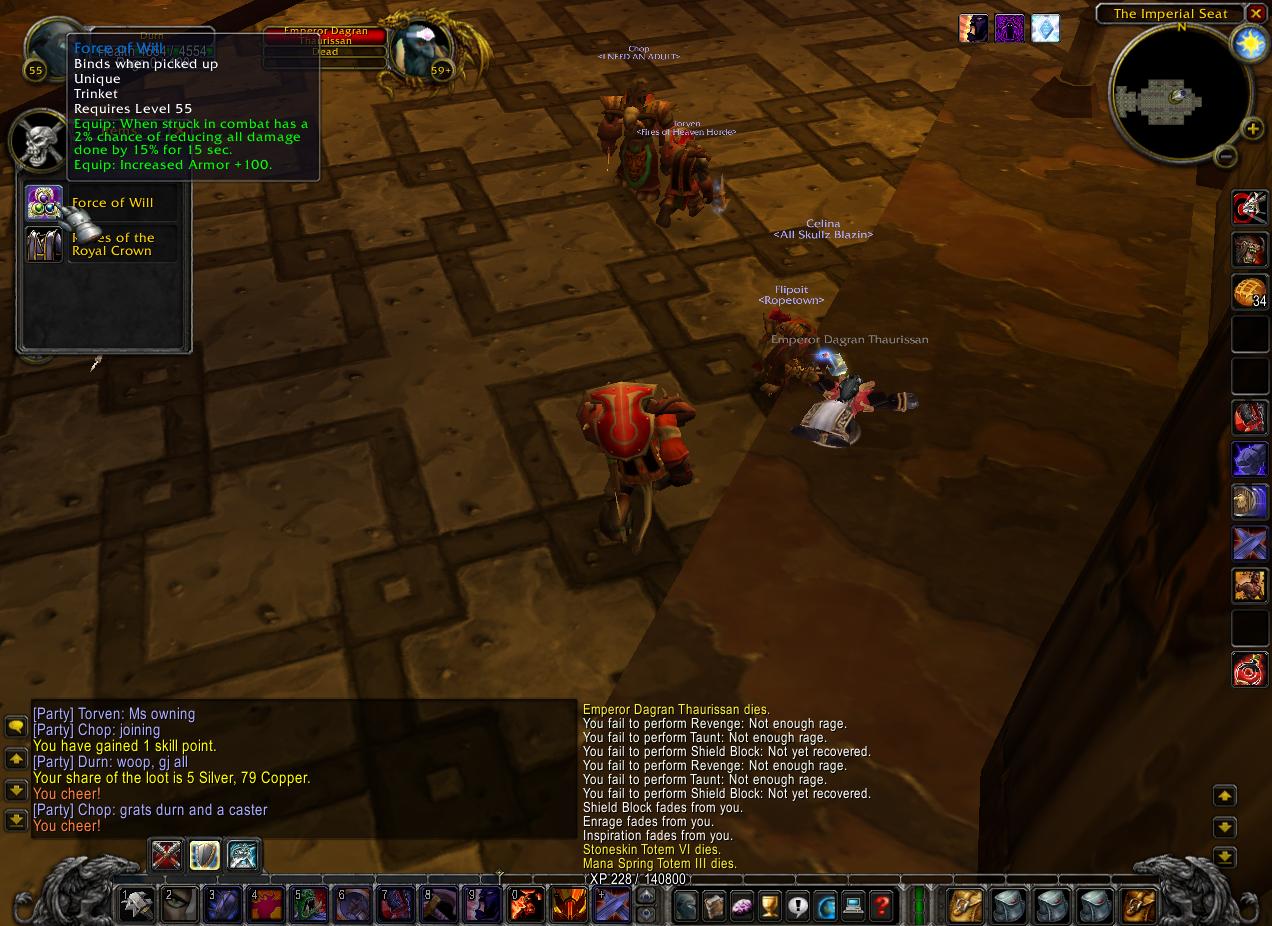 Durn
Force of Will
Binds when picked up
Unique
Trinket
Requires Level 55
Equip: When struck in combat has a
2% chance of reducing all damage
done by 15% for 15 sec.
Equip: Increased Armor +100.
55
Emperor Dagran
Thaurissan
Dead
59+
The Imperial Seat
N
Chop
<I NEED AN ADULT>
Torven
<Fires of Heaven Horde>
Celina
<All Skullz Blazin>
Flipoit
<Ropetown>
Emperor Dagran Thaurissan
Force of Will
of the
Royal Crown
34
[Party] Torven: Ms owning
[Party] Chop: joining
You have gained 1 skill point.
[Party] Durn: woop, gj all
Your share of the loot is 5 Silver, 79 Copper.
You cheer!
[Party] Chop: grats durn and a caster
You cheer!
Emperor Dagran Thaurissan dies.
You fail to perform Revenge: Not enough rage.
You fail to perform Taunt: Not enough rage.
You fail to perform Shield Block: Not yet recovered.
You fail to perform Revenge: Not enough rage.
You fail to perform Taunt: Not enough rage.
You fail to perform Shield Block: Not yet recovered.
Shield Block fades from you.
Enrage fades from you.
Inspiration fades from you.
Stoneskin Totem VI dies.
Mana Spring Totem III dies.
XP 228 / 140800
1 2 3 4 5 6 7 8 9 0 - +